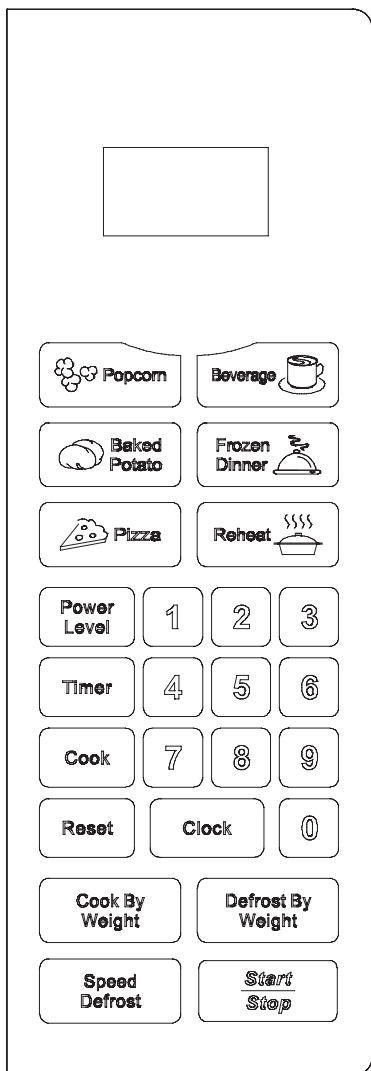 Popcorn
Beverage
Baked
Potato
Frozen
Dinner
Pizza
Reheat
Power
Level
1
2
3
Timer
4
5
6
Cook
7
8
9
Reset
Clock
0
Cook By
Weight
Defrost By
Weight
Speed
Defrost
Start
Stop